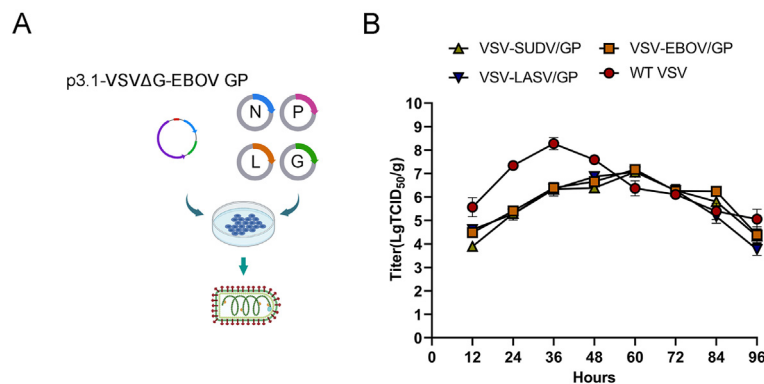 A
p3.1-VSVΔG-EBOV GP
N
P
L
G
B
VSV-SUDV/GP
VSV-EBOV/GP
VSV-LASV/GP
WT VSV
Titer(LgTCID50/g)
10
9
8
7
6
5
4
3
2
1
0
0 12 24 36 48 60 72 84 96
Hours